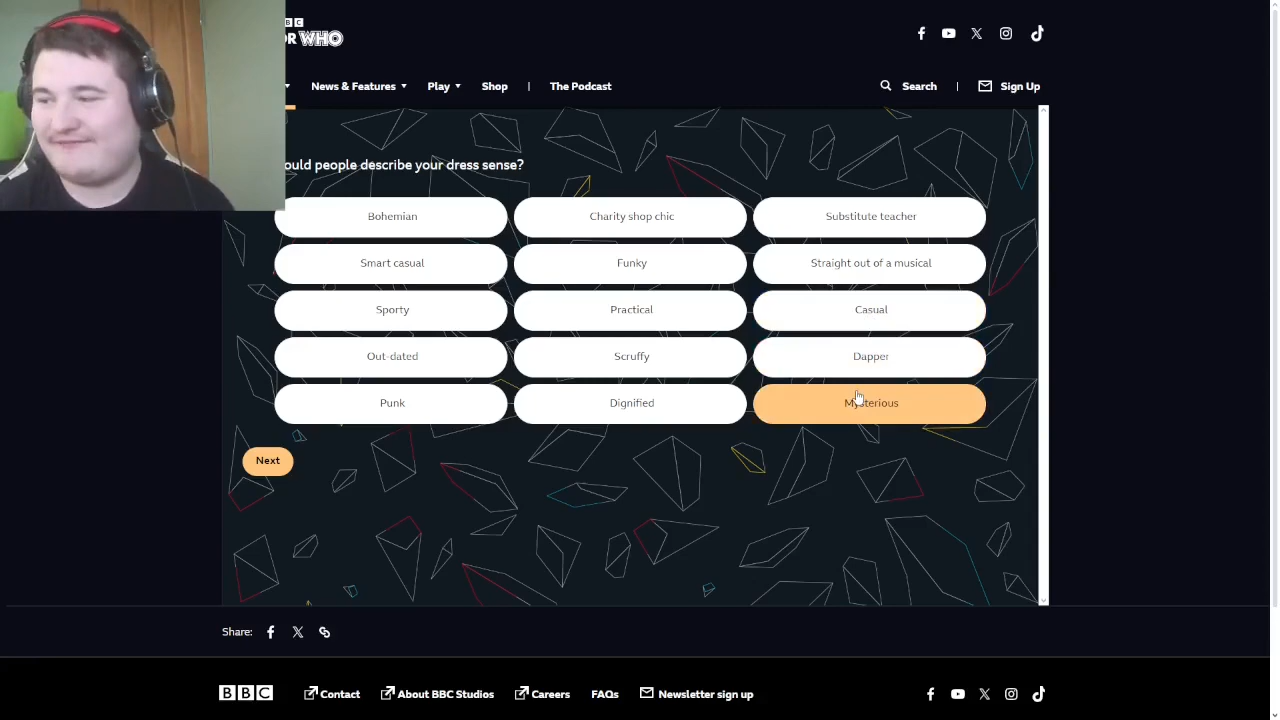 BC
OR WHO
News & Features
Play
Shop
|
The Podcast
Search
|
Sign Up
ould people describe your dress sense?
Bohemian
Charity shop chic
Substitute teacher
Smart casual
Funky
Straight out of a musical
Sporty
Practical
Casual
Out-dated
Scruffy
Dapper
Punk
Dignified
Mysterious
Next
Share:
BBC
Contact
About BBC Studios
Careers
FAQs
Newsletter sign up